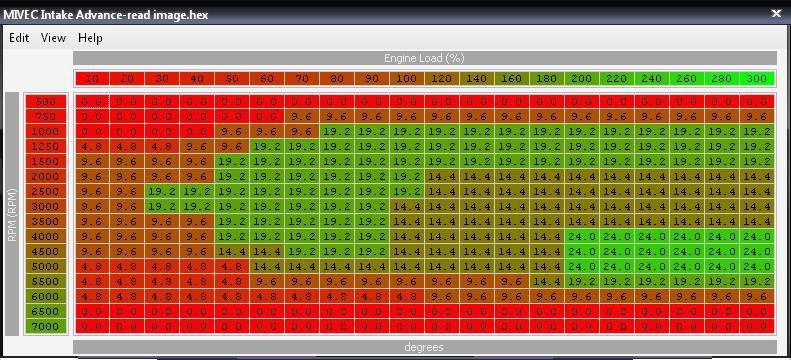 MIVEC Intake Advance-read image.hex
Edit View Help
Engine Load (%)
10 20 30 40 50 60 70 80 90 100 120 140 160 180 200 220 240 260 280 300
RPM (RPM)
500 0.0 0.0 0.0 0.0 0.0 0.0 0.0 0.0 0.0 0.0 0.0 0.0 0.0 0.0 0.0 0.0 0.0 0.0 0.0 0.0
750 0.0 0.0 0.0 0.0 0.0 0.0 9.6 9.6 9.6 9.6 9.6 9.6 9.6 9.6 9.6 9.6 9.6 9.6 9.6 9.6
1000 0.0 0.0 0.0 0.0 9.6 9.6 9.6 19.2 19.2 19.2 19.2 19.2 19.2 19.2 19.2 19.2 19.2 19.2 19.2 19.2
1250 4.8 4.8 4.8 9.6 9.6 19.2 19.2 19.2 19.2 19.2 19.2 19.2 19.2 19.2 19.2 19.2 19.2 19.2 19.2 19.2
1500 9.6 9.6 9.6 9.6 19.2 19.2 19.2 19.2 19.2 19.2 19.2 19.2 19.2 19.2 19.2 19.2 19.2 19.2 19.2 19.2
2000 9.6 9.6 9.6 9.6 19.2 19.2 19.2 19.2 19.2 19.2 14.4 14.4 14.4 14.4 14.4 14.4 14.4 14.4 14.4 14.4
2500 9.6 9.6 19.2 19.2 19.2 19.2 19.2 19.2 19.2 19.2 14.4 14.4 14.4 14.4 14.4 14.4 14.4 14.4 14.4 14.4
3000 9.6 9.6 19.2 19.2 19.2 19.2 19.2 19.2 19.2 14.4 14.4 14.4 14.4 14.4 14.4 14.4 14.4 14.4 14.4 14.4
3500 9.6 9.6 9.6 9.6 19.2 19.2 19.2 19.2 19.2 14.4 14.4 14.4 14.4 14.4 14.4 14.4 14.4 14.4 14.4 14.4
4000 9.6 9.6 9.6 9.6 19.2 19.2 19.2 19.2 19.2 14.4 14.4 14.4 14.4 14.4 24.0 24.0 24.0 24.0 24.0 24.0
4500 9.6 9.6 9.6 9.6 14.4 14.4 19.2 19.2 19.2 14.4 14.4 14.4 14.4 14.4 24.0 24.0 24.0 24.0 24.0 24.0
5000 4.8 4.8 4.8 4.8 4.8 14.4 14.4 14.4 14.4 14.4 14.4 14.4 14.4 14.4 24.0 24.0 24.0 24.0 24.0 24.0
5500 4.8 4.8 4.8 4.8 4.8 9.6 9.6 9.6 9.6 9.6 9.6 9.6 9.6 14.4 19.2 19.2 19.2 19.2 19.2 19.2
6000 4.8 4.8 4.8 4.8 4.8 4.8 4.8 4.8 4.8 4.8 9.6 9.6 9.6 9.6 9.6 9.6 9.6 9.6 9.6 9.6
6500 0.0 0.0 0.0 0.0 0.0 0.0 0.0 0.0 0.0 0.0 0.0 0.0 0.0 0.0 0.0 0.0 0.0 0.0 0.0 0.0
7000 0.0 0.0 0.0 0.0 0.0 0.0 0.0 0.0 0.0 0.0 0.0 0.0 0.0 0.0 0.0 0.0 0.0 0.0 0.0 0.0
degrees